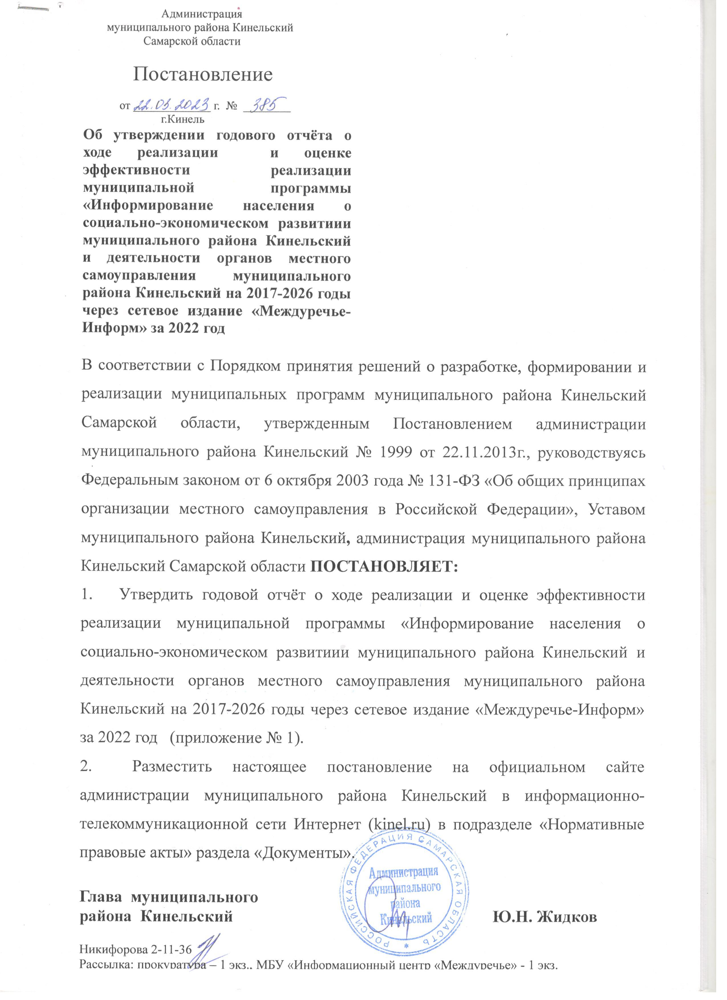 Администрация
муниципального района Кинельский
Самарской области
Постановление
от 22.03.2023 г. № 385
г.Кинель
Об утверждении годового отчёта о
ходе реализации и оценке
эффективности реализации
муниципальной программы
«Информирование населения о
социально-экономическом развитиии
муниципального района Кинельский
и деятельности органов местного
самоуправления муниципального
района Кинельский на 2017-2026 годы
через сетевое издание «Междуречье-
Информ» за 2022 год
В соответствии с Порядком принятия решений о разработке, формировании и
реализации муниципальных программ муниципального района Кинельский
Самарской области, утвержденным Постановлением администрации
муниципального района Кинельский № 1999 от 22.11.2013г., руководствуясь
Федеральным законом от 6 октября 2003 года № 131-ФЗ «Об общих принципах
организации местного самоуправления в Российской Федерации», Уставом
муниципального района Кинельский, администрация муниципального района
Кинельский Самарской области ПОСТАНОВЛЯЕТ:
1. Утвердить годовой отчёт о ходе реализации и оценке эффективности
реализации муниципальной программы «Информирование населения о
социально-экономическом развитиии муниципального района Кинельский и
деятельности органов местного самоуправления муниципального района
Кинельский на 2017-2026 годы через сетевое издание «Междуречье-Информ»
за 2022 год (приложение № 1).
2. Разместить настоящее постановление на официальном сайте
администрации муниципального района Кинельский в информационно-
телекоммуникационной сети Интернет (kinel.ru) в подразделе «Нормативные
правовые акты» раздела «Документы».
РОССИЙСКАЯ ФЕДЕРАЦИЯ САМАРСКАЯ ОБЛАСТЬ *
Администрация
муниципального
района
Кинельский
Глава муниципального
района Кинельский Ю.Н. Жидков
Никифорова 2-11-36
Рассылка: прокуратура – 1 экз., МБУ «Информационный центр «Междуречье» - 1 экз.